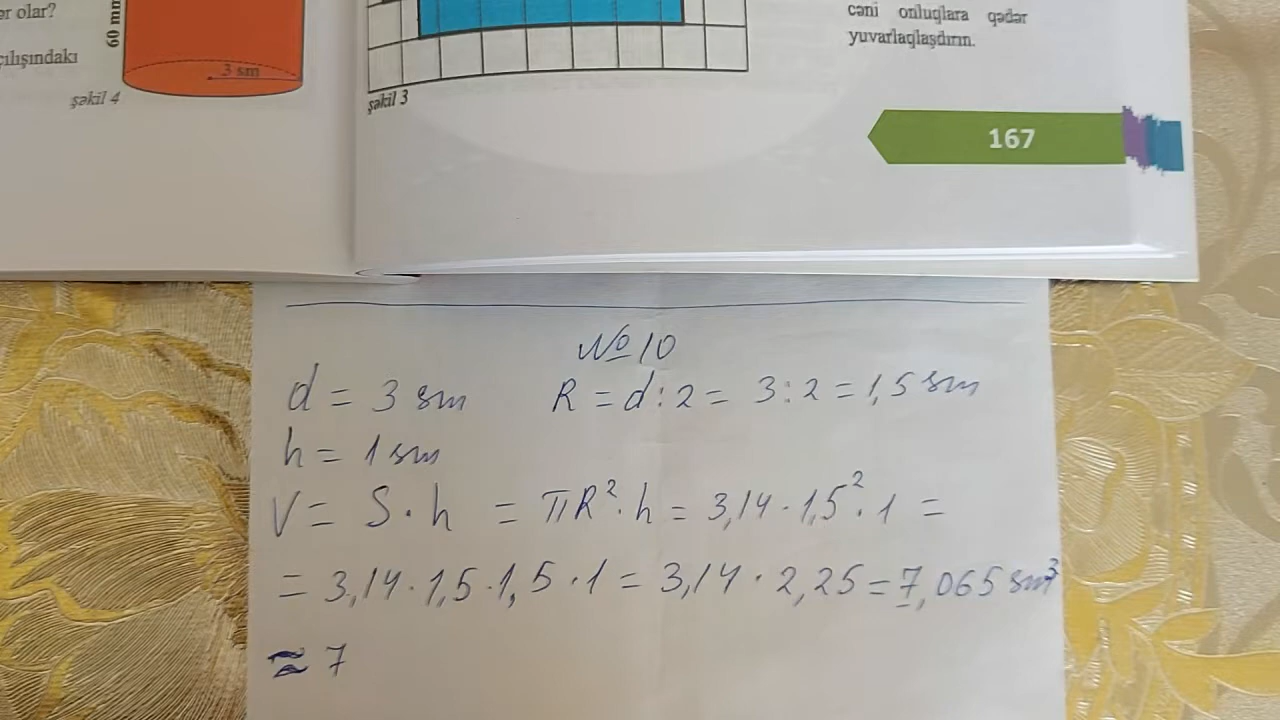 ər olar?
çılışındakı
60 mm
3 sm
şəkil 4
şəkil 3
cəni onluqlara qədər
yuvarlaqlaşdırın.
167
№ 10
d = 3 sm R = d : 2 = 3 : 2 = 1,5 sm
h = 1 sm
V = S · h = πR² · h = 3,14 · 1,5² · 1 =
= 3,14 · 1,5 · 1,5 · 1 = 3,14 · 2,25 = 7,065 sm³
≈ 7